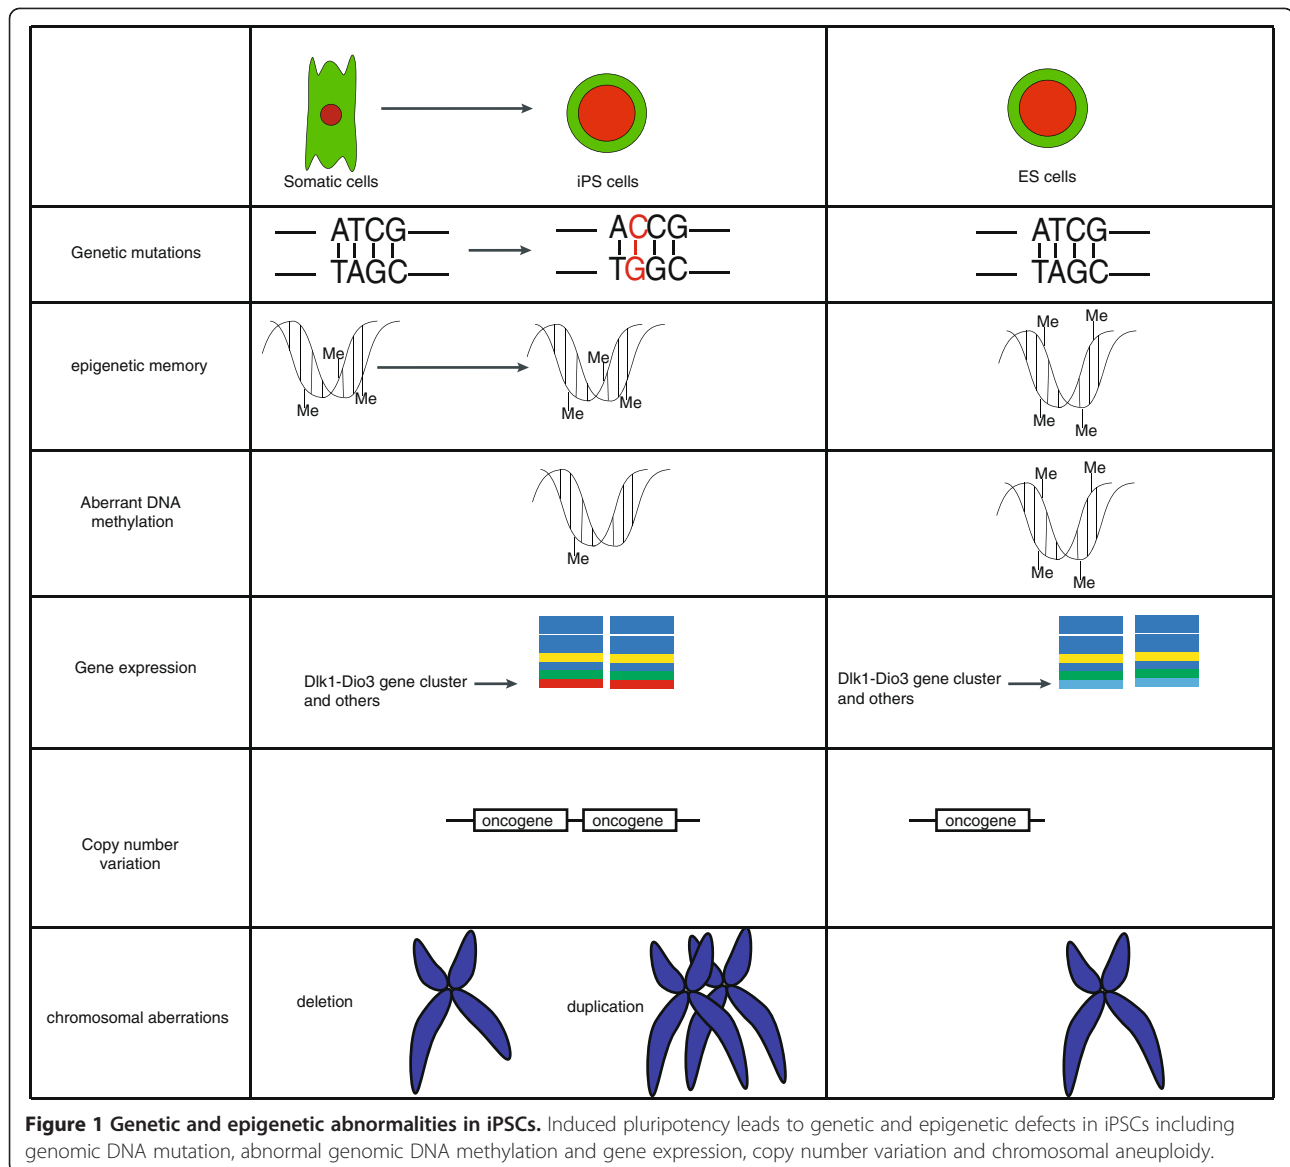 Somatic cells
iPS cells
ES cells
Genetic mutations
ATCG
TAGC
ACCG
TGGC
ATCG
TAGC
epigenetic memory
Me
Me
Me
Me
Me
Me
Me
Me
Me
Me
Aberrant DNA
methylation
Me
Me
Me
Me
Me
Gene expression
Dlk1-Dio3 gene cluster
and others
Dlk1-Dio3 gene cluster
and others
Copy number
variation
oncogene
oncogene
oncogene
chromosomal aberrations
deletion
duplication
Figure 1 Genetic and epigenetic abnormalities in iPSCs. Induced pluripotency leads to genetic and epigenetic defects in iPSCs including
genomic DNA mutation, abnormal genomic DNA methylation and gene expression, copy number variation and chromosomal aneuploidy.